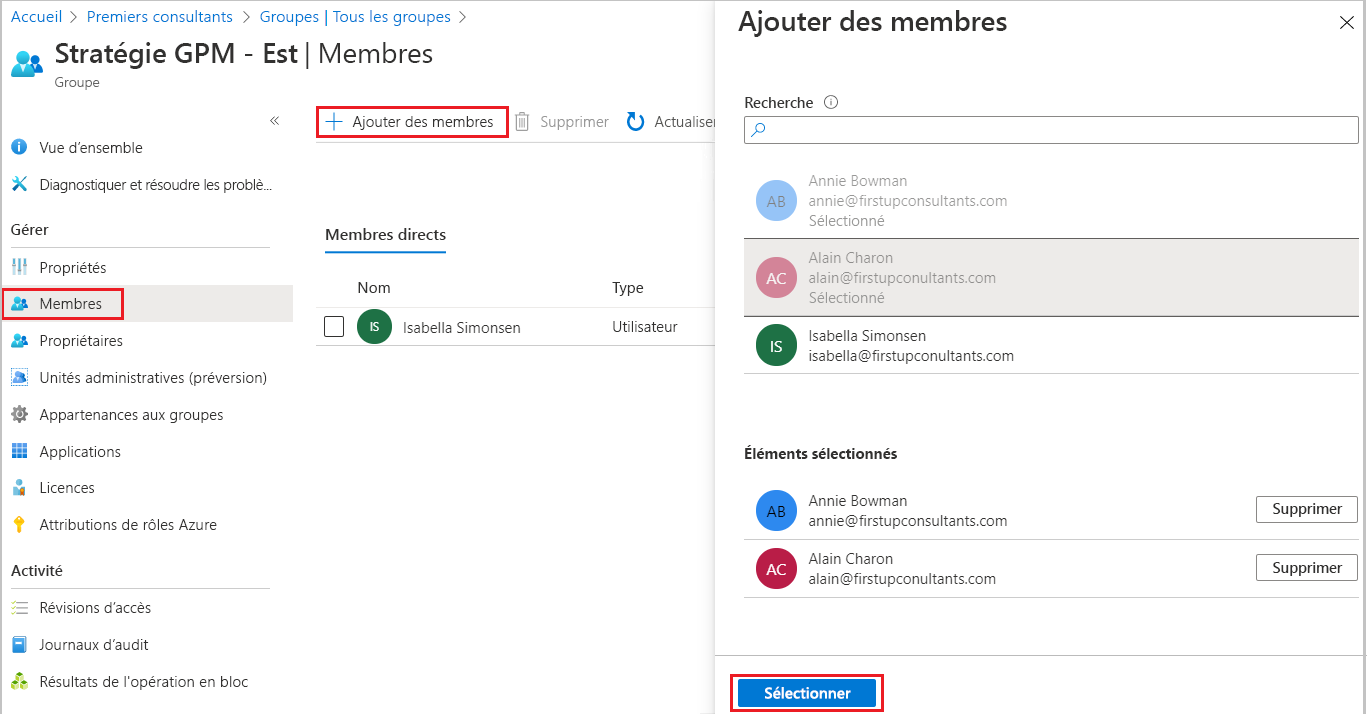 Accueil > Premiers consultants > Groupes | Tous les groupes >
Stratégie GPM - Est | Membres
Groupe
«
Vue d’ensemble
Diagnostiquer et résoudre les problè...
Gérer
Propriétés
Membres
Propriétaires
Unités administratives (préversion)
Appartenances aux groupes
Applications
Licences
Attributions de rôles Azure
Activité
Révisions d’accès
Journaux d’audit
Résultats de l'opération en bloc
Ajouter des membres
Supprimer
Actualiser
Membres directs
Nom
Type
IS
Isabella Simonsen
Utilisateur
Ajouter des membres
Recherche
AB
Annie Bowman
annie@firstupconsultants.com
Sélectionné
AC
Alain Charon
alain@firstupconultants.com
Sélectionné
IS
Isabella Simonsen
isabella@firstupconultants.com
Éléments sélectionnés
AB
Annie Bowman
annie@firstupconsultants.com
Supprimer
AC
Alain Charon
alain@firstupconultants.com
Supprimer
Sélectionner